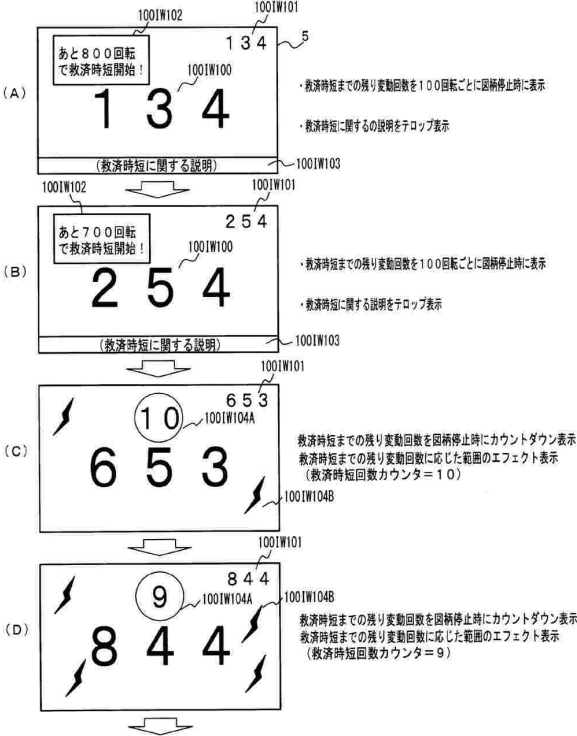 100IW102
100IW101
(A)
あと800回転
で救済時短開始！
134
5
100IW100
1 3 4
・救済時短までの残り変動回数を100回転ごとに図柄停止時に表示
・救済時短に関するの説明をテロップ表示
(救済時短に関する説明)
100IW103
100IW102
100IW101
(B)
あと700回転
で救済時短開始！
254
100IW100
2 5 4
・救済時短までの残り変動回数を100回転ごとに図柄停止時に表示
・救済時短に関する説明をテロップ表示
(救済時短に関する説明)
100IW103
100IW101
(C)
653
10
100IW104A
6 5 3
救済時短までの残り変動回数を図柄停止時にカウントダウン表示
救済時短までの残り変動回数に応じた範囲のエフェクト表示
(救済時短回数カウンタ＝10)
100IW104B
100IW101
(D)
844
9
100IW104A
100IW104B
8 4 4
救済時短までの残り変動回数を図柄停止時にカウントダウン表示
救済時短までの残り変動回数に応じた範囲のエフェクト表示
(救済時短回数カウンタ＝9)